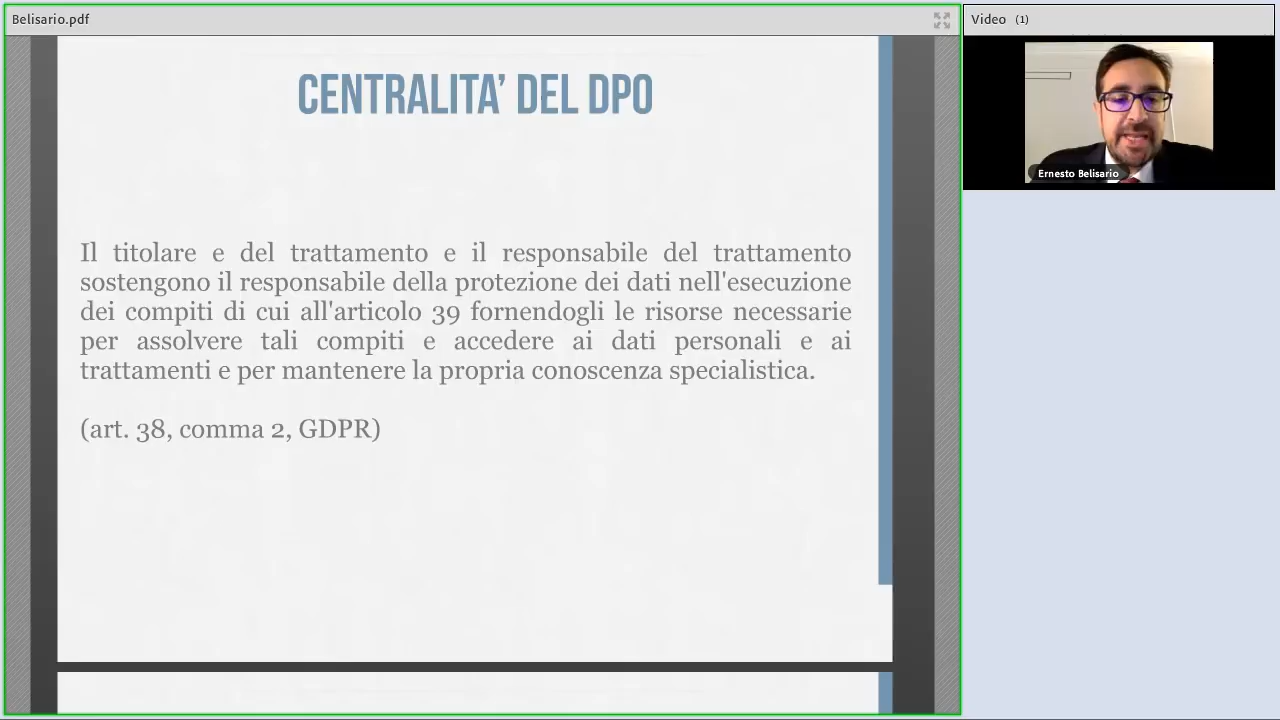 Belisario.pdf
Video (1)
CENTRALITA’ DEL DPO
Ernesto Belisario
Il titolare e del trattamento e il responsabile del trattamento
sostengono il responsabile della protezione dei dati nell'esecuzione
dei compiti di cui all'articolo 39 fornendogli le risorse necessarie
per assolvere tali compiti e accedere ai dati personali e ai
trattamenti e per mantenere la propria conoscenza specialistica.
(art. 38, comma 2, GDPR)